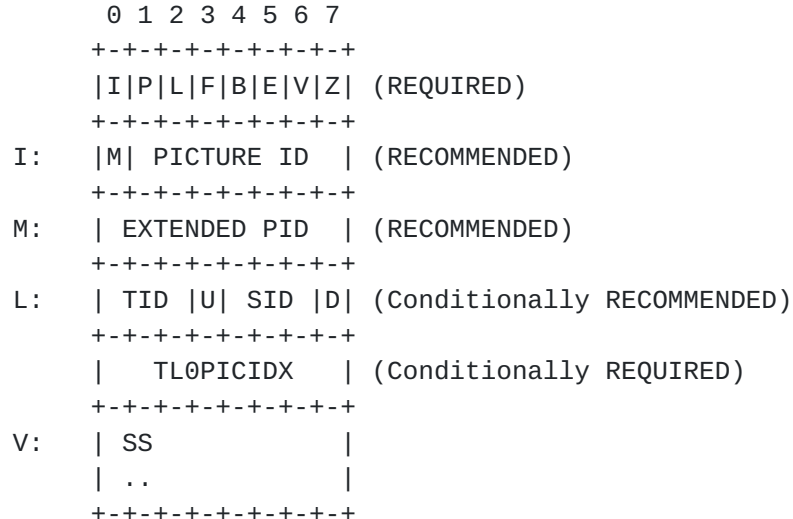 0 1 2 3 4 5 6 7
+-+-+-+-+-+-+-+-+
|I|P|L|F|B|E|V|Z| (REQUIRED)
+-+-+-+-+-+-+-+-+
I: |M| PICTURE ID | (RECOMMENDED)
+-+-+-+-+-+-+-+-+
M: | EXTENDED PID | (RECOMMENDED)
+-+-+-+-+-+-+-+-+
L: | TID |U| SID |D| (Conditionally RECOMMENDED)
+-+-+-+-+-+-+-+-+
| TL0PICIDX | (Conditionally REQUIRED)
+-+-+-+-+-+-+-+-+
V: | SS |
| .. |
+-+-+-+-+-+-+-+-+